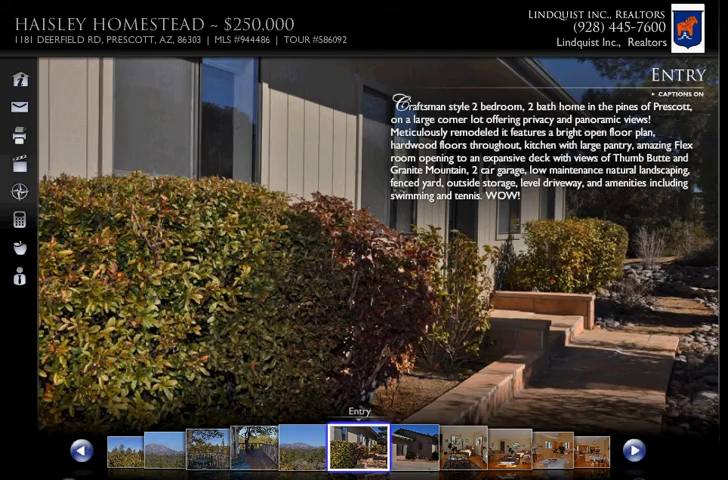 HAISLEY HOMESTEAD ~ $250,000
1181 DEERFIELD RD, PRESCOTT, AZ, 86303 | MLS #944486 | TOUR #586092
LINDQUIST INC., REALTORS
(928) 445-7600
Lindquist Inc., Realtors
ENTRY
CAPTIONS ON
Craftsman style 2 bedroom, 2 bath home in the pines of Prescott,
on a large corner lot offering privacy and panoramic views!
Meticulously remodeled it features a bright open floor plan,
hardwood floors throughout, kitchen with large pantry, amazing Flex
room opening to an expansive deck with views of Thumb Butte and
Granite Mountain, 2 car garage, low maintenance natural landscaping,
fenced yard, outside storage, level driveway, and amenities including
swimming and tennis. WOW!
Entry